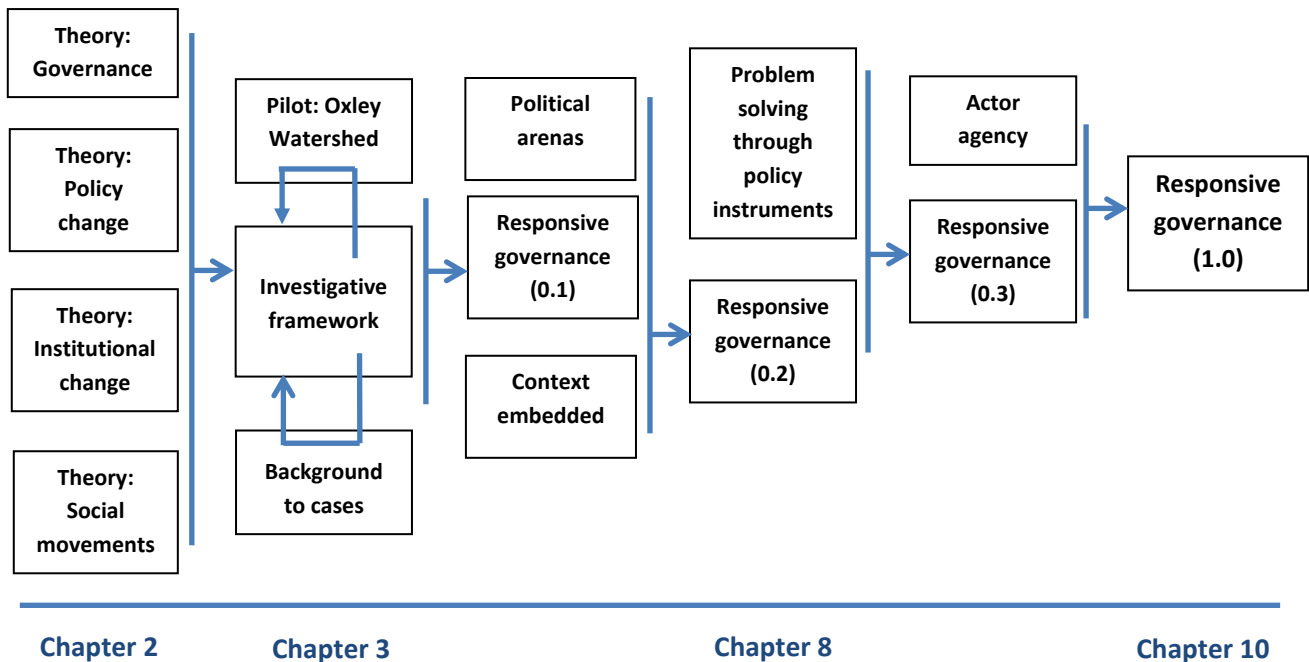 Theory:
Governance
Theory:
Policy
change
Theory:
Institutional
change
Theory:
Social
movements
Pilot: Oxley
Watershed
Investigative
framework
Background
to cases
Political
arenas
Responsive
governance
(0.1)
Context
embedded
Problem
solving
through
policy
instruments
Responsive
governance
(0.2)
Actor
agency
Responsive
governance
(0.3)
Responsive
governance
(1.0)
Chapter 2
Chapter 3
Chapter 8
Chapter 10